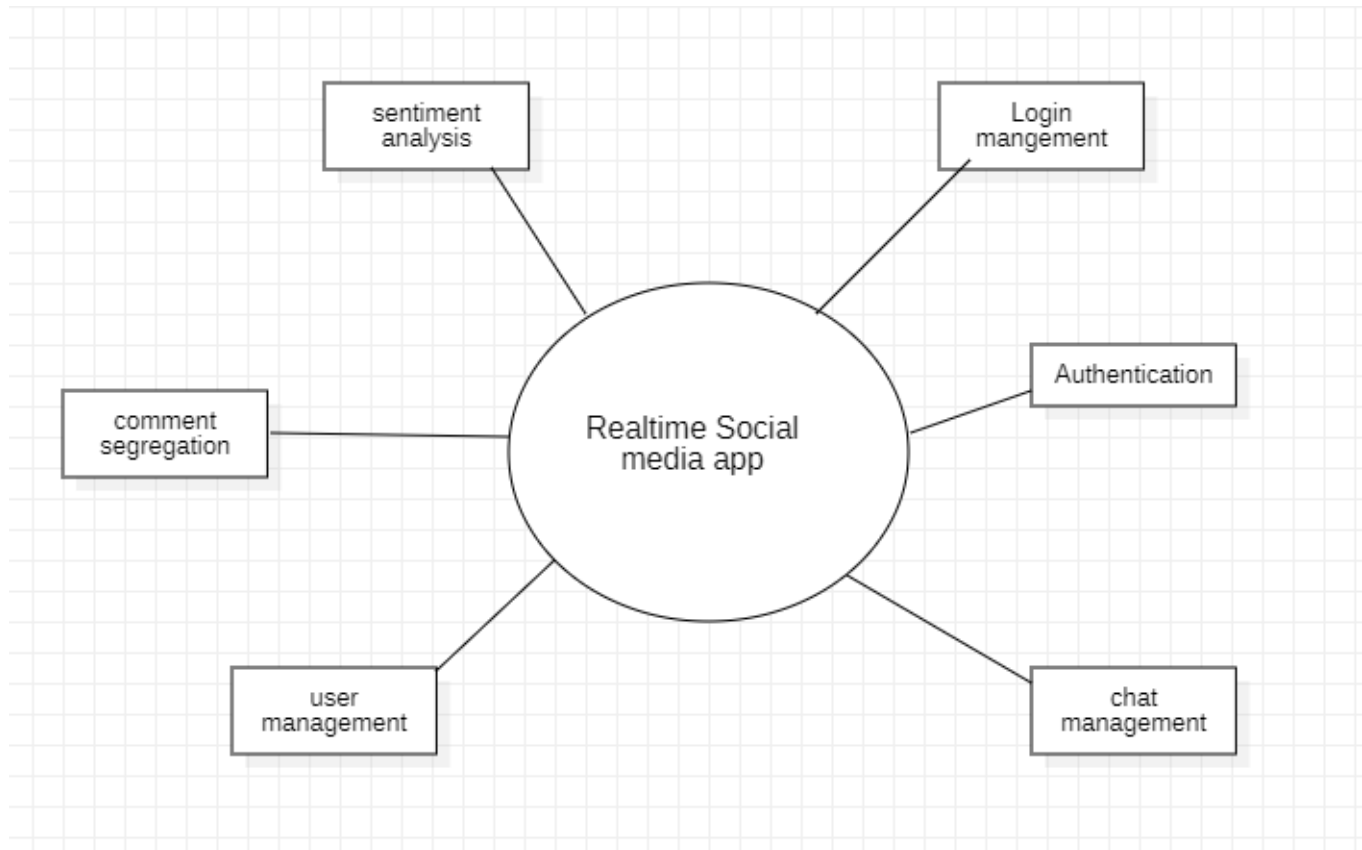 sentiment
analysis
Login
mangement
Authentication
Realtime Social
media app
comment
segregation
user
management
chat
management